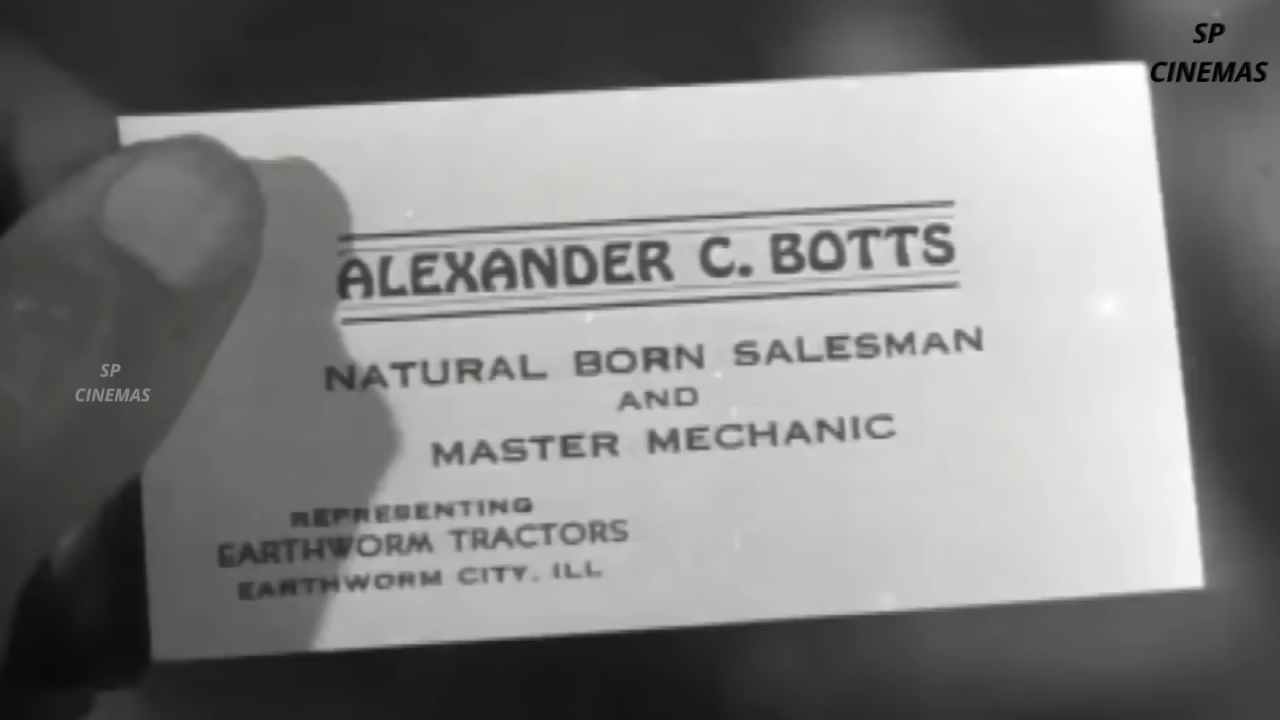 SP
CINEMAS
ALEXANDER C. BOTTS
NATURAL BORN SALESMAN
AND
MASTER MECHANIC
SP
CINEMAS
REPRESENTING
EARTHWORM TRACTORS
EARTHWORM CITY. ILL